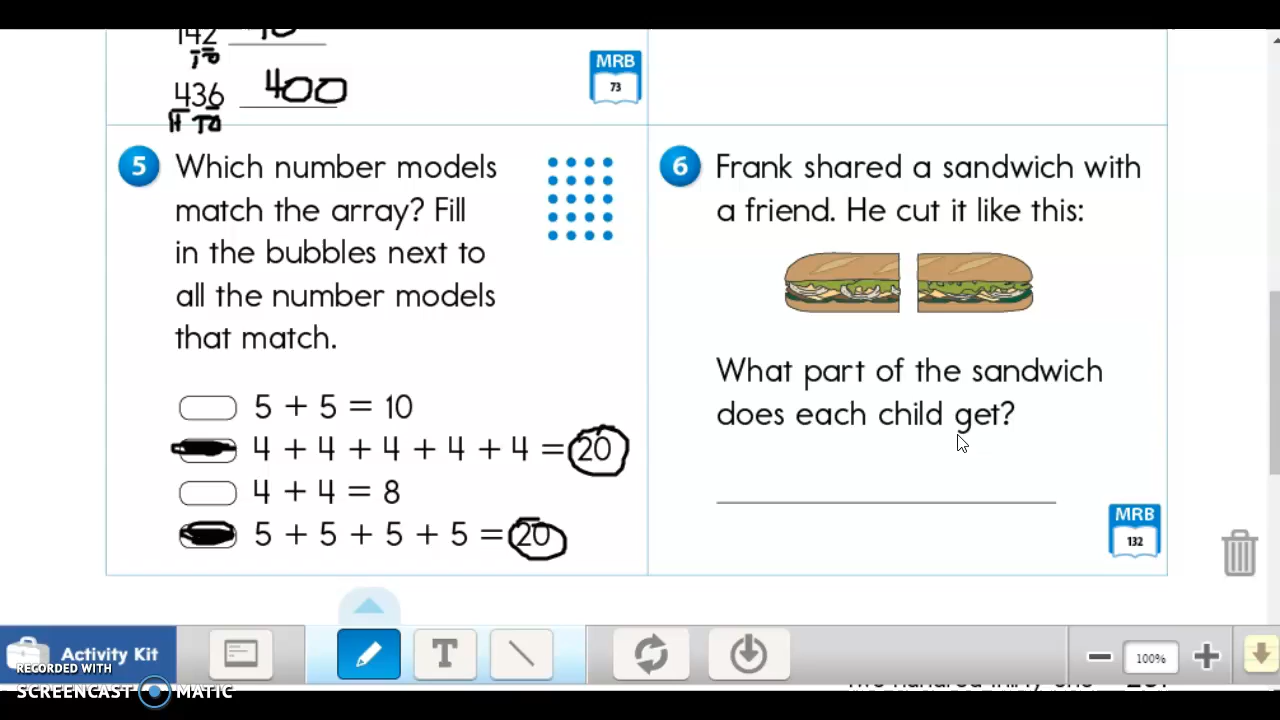 142
TO
436 400
H TO
MRB
73
5 Which number models
match the array? Fill
in the bubbles next to
all the number models
that match.
5 + 5 = 10
4 + 4 + 4 + 4 + 4 = 20
4 + 4 = 8
5 + 5 + 5 + 5 = 20
6 Frank shared a sandwich with
a friend. He cut it like this:
What part of the sandwich
does each child get?
MRB
132
Activity Kit
T
100%
RECORDED WITH
SCREENCAST MATIC